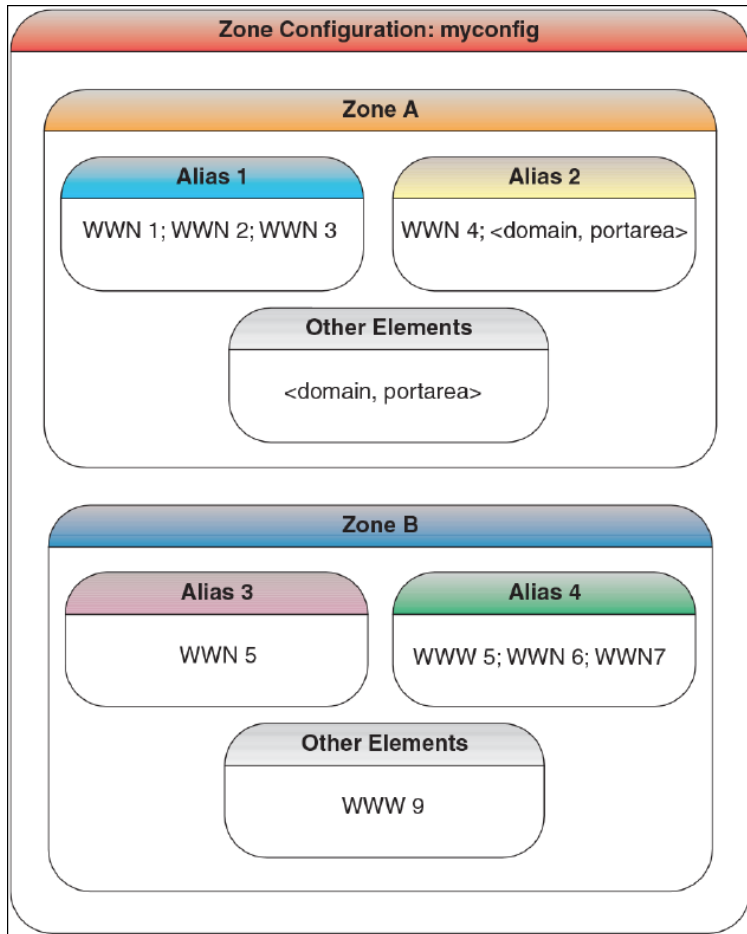 Zone Configuration: myconfig
Zone A
Alias 1
WWN 1; WWN 2; WWN 3
Alias 2
WWN 4; <domain, portarea>
Other Elements
<domain, portarea>
Zone B
Alias 3
WWN 5
Alias 4
WWW 5; WWN 6; WWN7
Other Elements
WWW 9